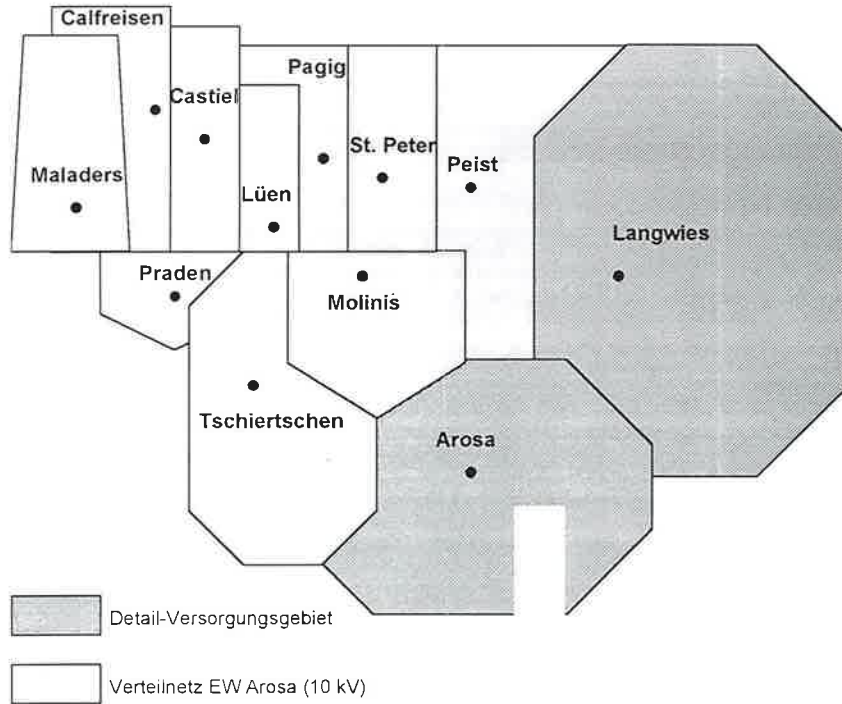 Calfreisen
Pagig
Castiel
St. Peter
Peist
Maladers
Lüen
Langwies
Praden
Molinis
Tschiertschen
Arosa
Detail-Versorgungsgebiet
Verteilnetz EW Arosa (10 kV)